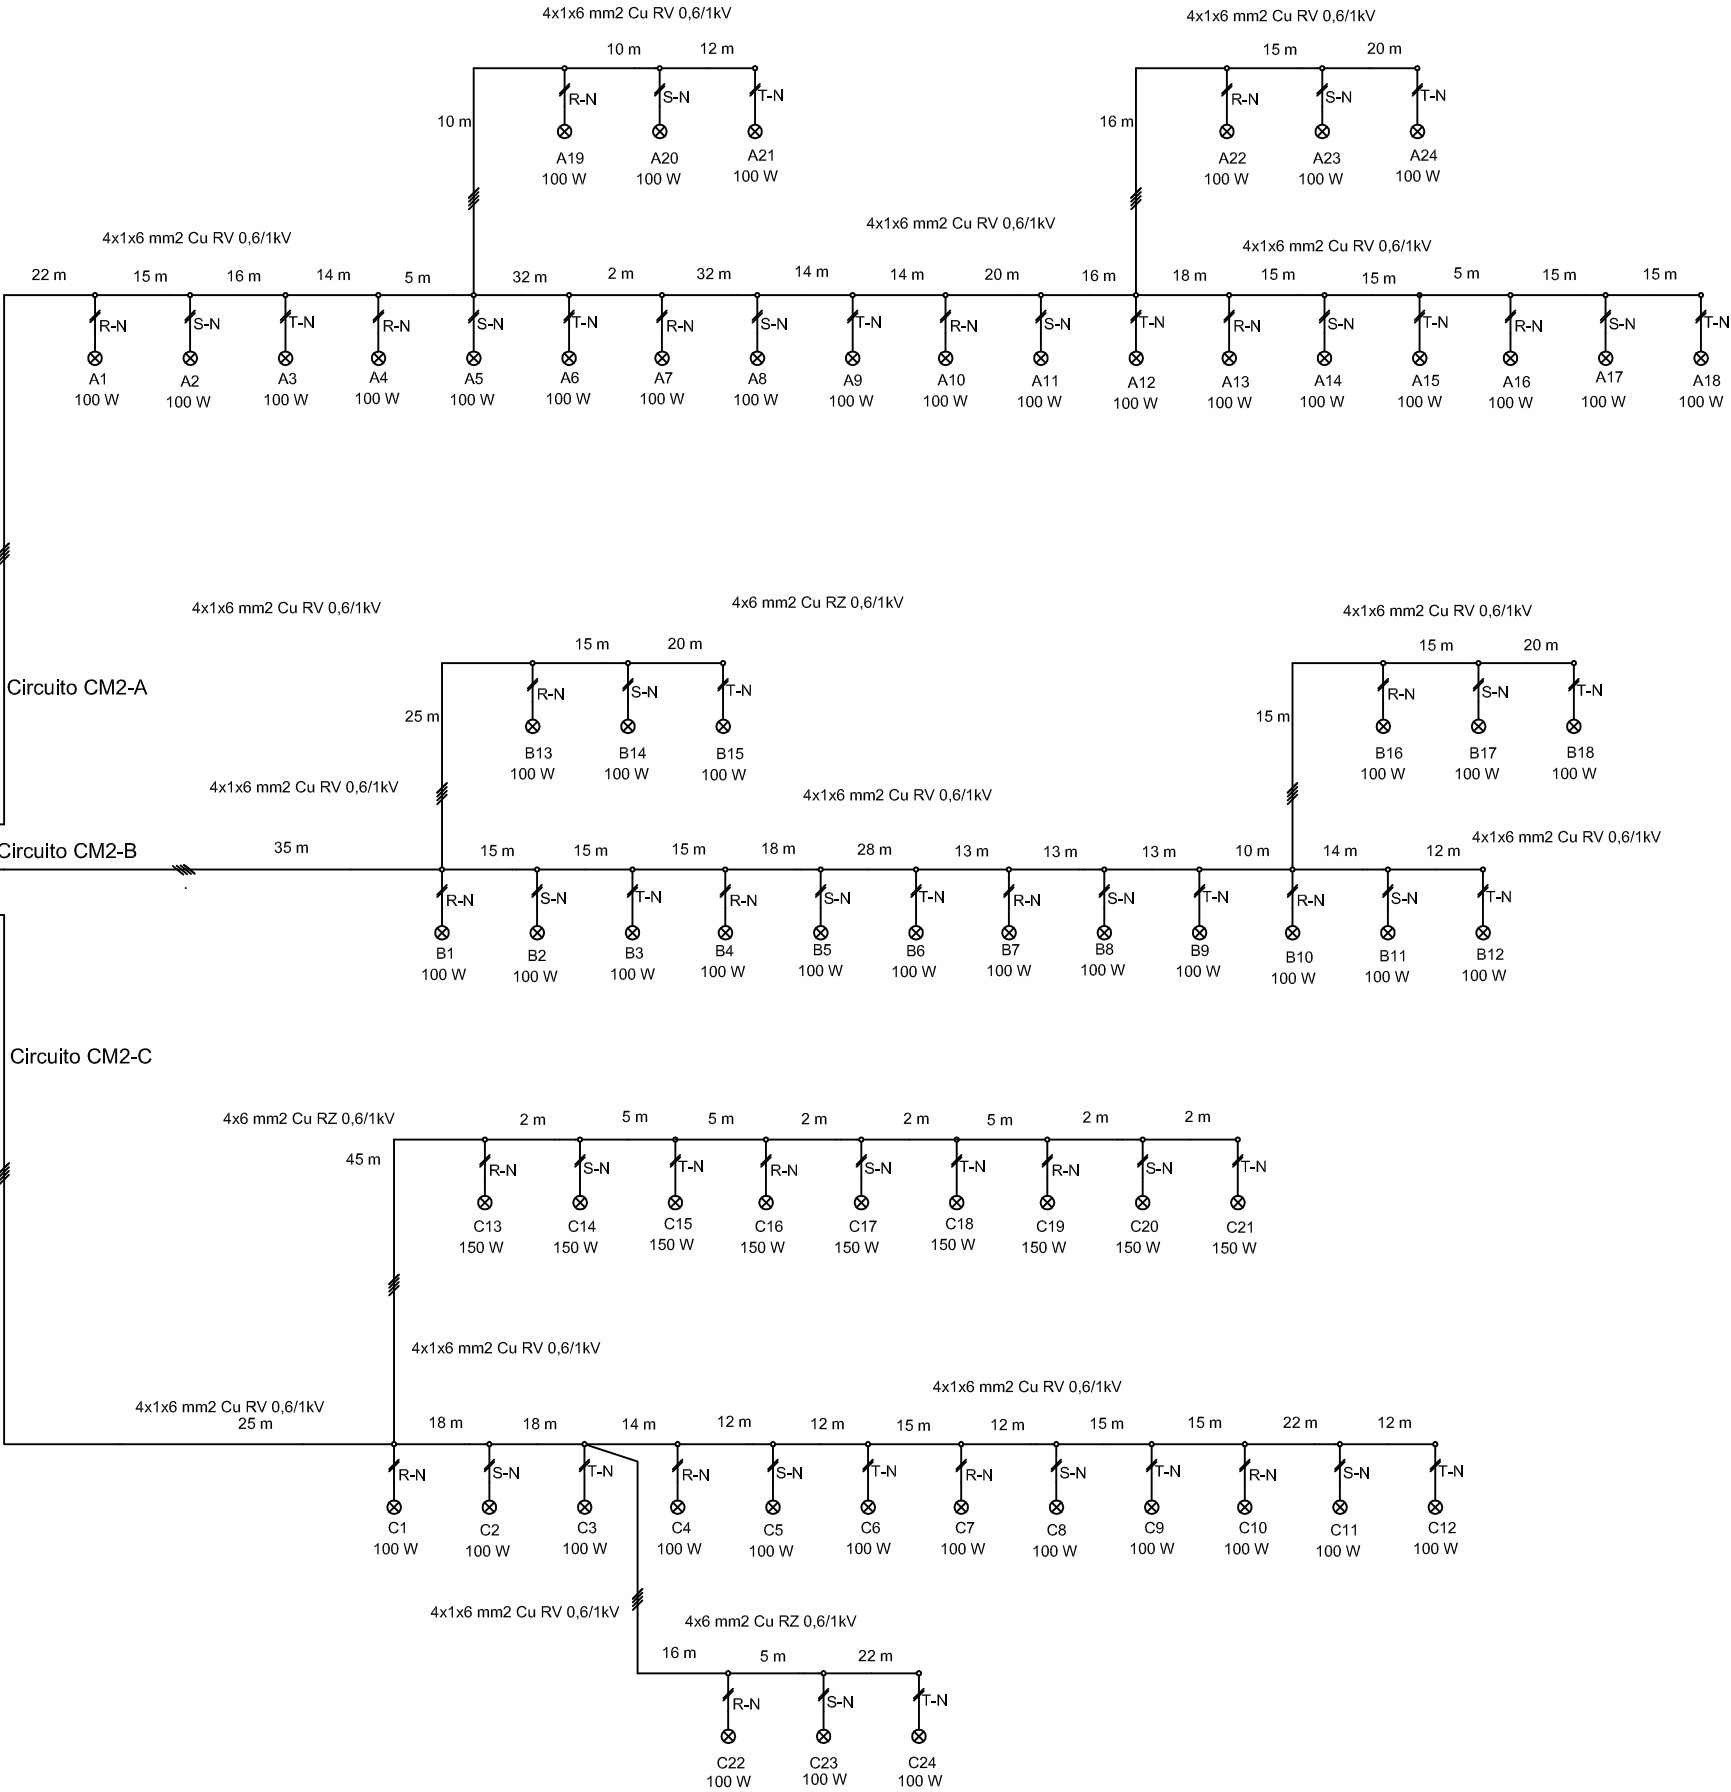 4x1x6 mm2 Cu RV 0,6/1kV
4x1x6 mm2 Cu RV 0,6/1kV
10 m 12 m 15 m 20 m
R-N S-N T-N R-N S-N T-N
10 m 16 m
A19 A20 A21 A22 A23 A24
100 W 100 W 100 W 100 W 100 W 100 W
4x1x6 mm2 Cu RV 0,6/1kV
4x1x6 mm2 Cu RV 0,6/1kV
4x1x6 mm2 Cu RV 0,6/1kV
22 m 15 m 16 m 14 m 5 m 32 m 2 m 32 m 14 m 14 m 20 m 16 m 18 m 15 m 15 m 5 m 15 m 15 m
R-N S-N T-N R-N S-N T-N R-N S-N T-N R-N S-N T-N R-N S-N T-N R-N S-N T-N
A1 A2 A3 A4 A5 A6 A7 A8 A9 A10 A11 A12 A13 A14 A15 A16 A17 A18
100 W 100 W 100 W 100 W 100 W 100 W 100 W 100 W 100 W 100 W 100 W 100 W 100 W 100 W 100 W 100 W 100 W 100 W
4x1x6 mm2 Cu RV 0,6/1kV
4x6 mm2 Cu RZ 0,6/1kV
4x1x6 mm2 Cu RV 0,6/1kV
15 m 20 m 15 m 20 m
Circuito CM2-A
R-N S-N T-N R-N S-N T-N
25 m 15 m
B13 B14 B15 B16 B17 B18
100 W 100 W 100 W 100 W 100 W 100 W
4x1x6 mm2 Cu RV 0,6/1kV
4x1x6 mm2 Cu RV 0,6/1kV
4x1x6 mm2 Cu RV 0,6/1kV
Circuito CM2-B
35 m 15 m 15 m 15 m 18 m 28 m 13 m 13 m 13 m 10 m 14 m 12 m
R-N S-N T-N R-N S-N T-N R-N S-N T-N R-N S-N T-N
B1 B2 B3 B4 B5 B6 B7 B8 B9 B10 B11 B12
100 W 100 W 100 W 100 W 100 W 100 W 100 W 100 W 100 W 100 W 100 W 100 W
Circuito CM2-C
4x6 mm2 Cu RZ 0,6/1kV
2 m 5 m 5 m 2 m 2 m 5 m 2 m 2 m
45 m
R-N S-N T-N R-N S-N T-N R-N S-N T-N
C13 C14 C15 C16 C17 C18 C19 C20 C21
150 W 150 W 150 W 150 W 150 W 150 W 150 W 150 W 150 W
4x1x6 mm2 Cu RV 0,6/1kV
4x1x6 mm2 Cu RV 0,6/1kV
4x1x6 mm2 Cu RV 0,6/1kV
25 m 18 m 18 m 14 m 12 m 12 m 15 m 12 m 15 m 15 m 22 m 12 m
R-N S-N T-N R-N S-N T-N R-N S-N T-N R-N S-N T-N
C1 C2 C3 C4 C5 C6 C7 C8 C9 C10 C11 C12
100 W 100 W 100 W 100 W 100 W 100 W 100 W 100 W 100 W 100 W 100 W 100 W
4x1x6 mm2 Cu RV 0,6/1kV
4x6 mm2 Cu RZ 0,6/1kV
16 m 5 m 22 m
R-N S-N T-N
C22 C23 C24
100 W 100 W 100 W